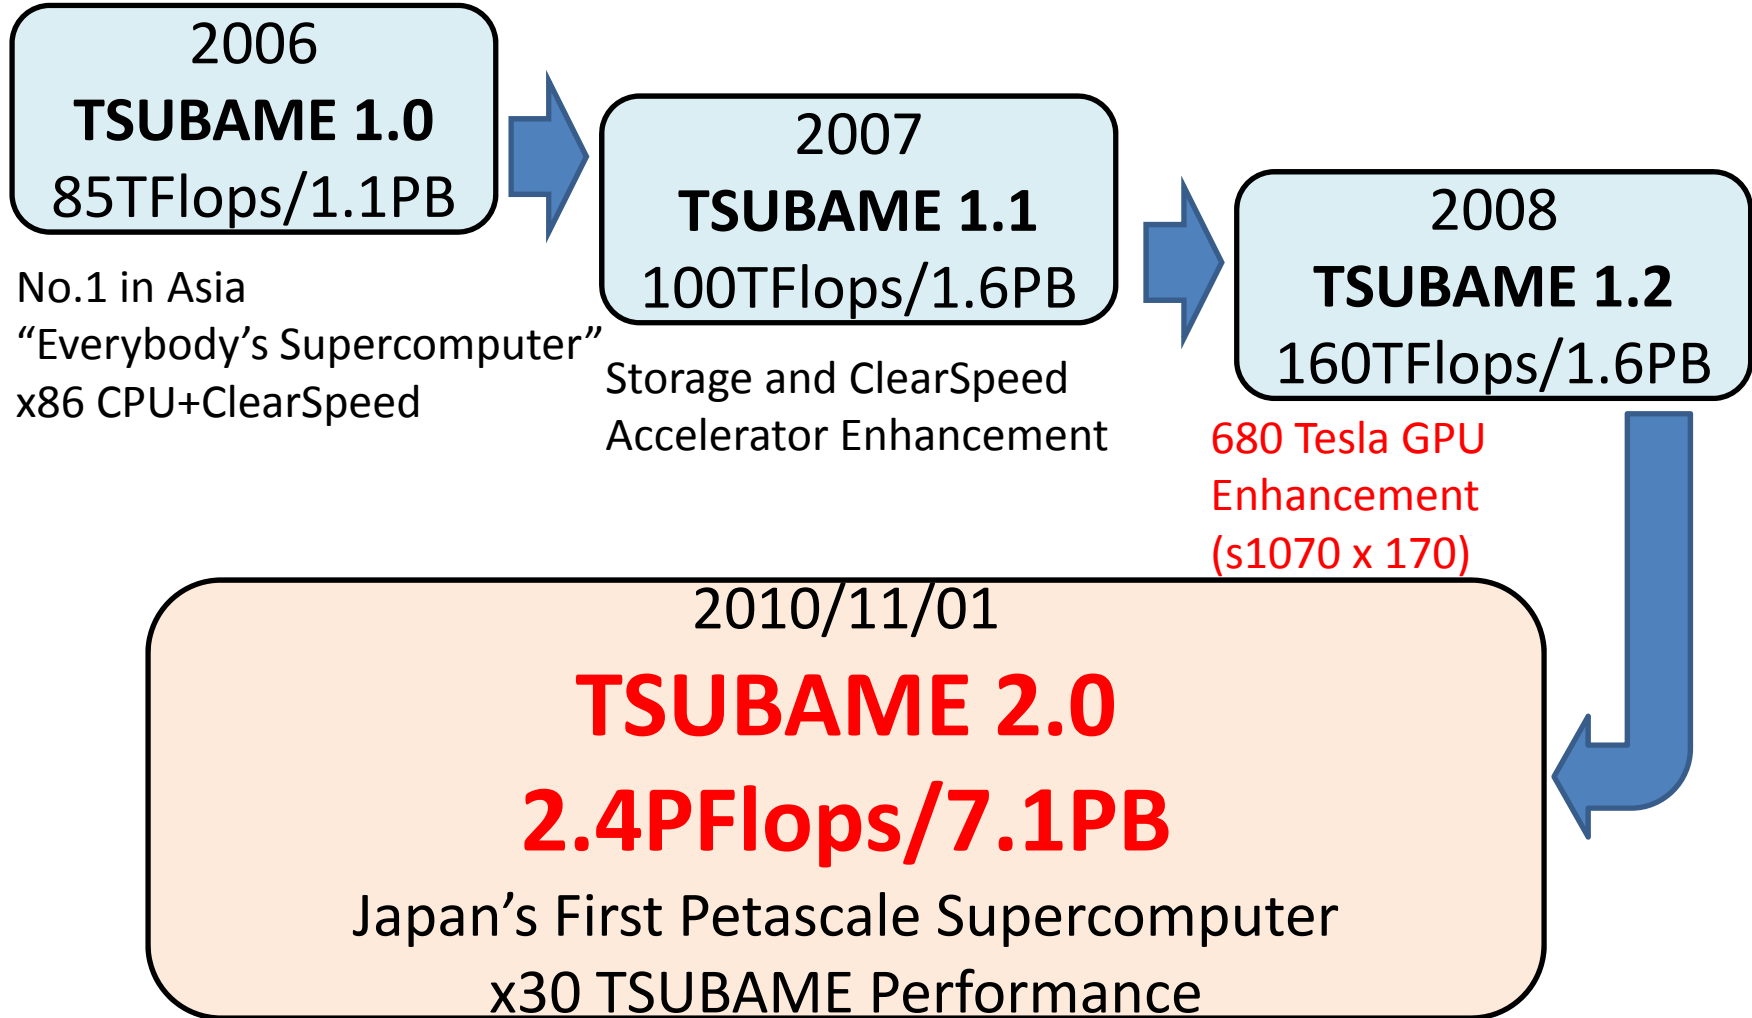 2006
TSUBAME 1.0
85TFlops/1.1PB
No.1 in Asia
“Everybody’s Supercomputer”
x86 CPU+ClearSpeed
2007
TSUBAME 1.1
100TFlops/1.6PB
Storage and ClearSpeed
Accelerator Enhancement
2008
TSUBAME 1.2
160TFlops/1.6PB
680 Tesla GPU
Enhancement
(s1070 x 170)
2010/11/01
TSUBAME 2.0
2.4PFlops/7.1PB
Japan’s First Petascale Supercomputer
x30 TSUBAME Performance